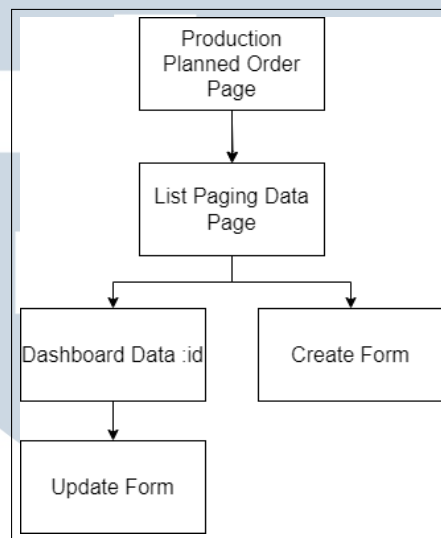 Production
Planned Order
Page
List Paging Data
Page
Dashboard Data :id
Create Form
Update Form